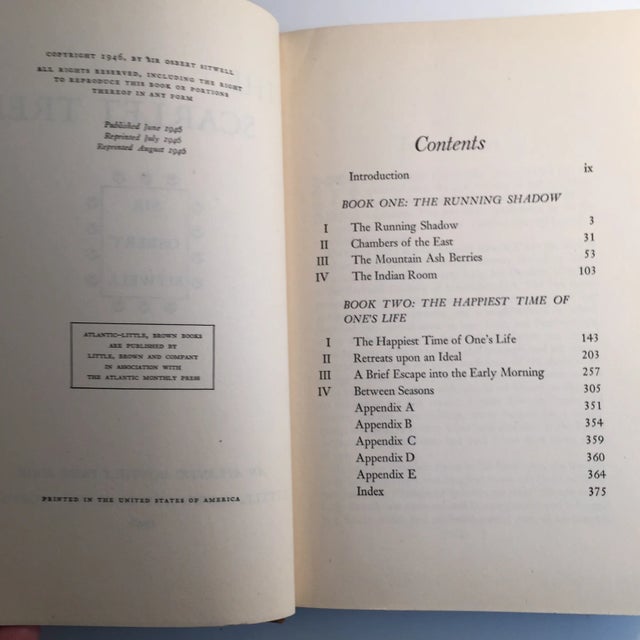 COPYRIGHT 1946, BY SIR OSBERT SITWELL
ALL RIGHTS RESERVED, INCLUDING THE RIGHT
TO REPRODUCE THIS BOOK OR PORTIONS
THEREOF IN ANY FORM
Published June 1946
Reprinted July 1946
Reprinted August 1946
ATLANTIC–LITTLE, BROWN BOOKS
ARE PUBLISHED BY
LITTLE, BROWN AND COMPANY
IN ASSOCIATION WITH
THE ATLANTIC MONTHLY PRESS
PRINTED IN THE UNITED STATES OF AMERICA
Contents
Introduction ix
BOOK ONE: THE RUNNING SHADOW
I The Running Shadow 3
II Chambers of the East 31
III The Mountain Ash Berries 53
IV The Indian Room 103
BOOK TWO: THE HAPPIEST TIME OF
ONE'S LIFE
I The Happiest Time of One's Life 143
II Retreats upon an Ideal 203
III A Brief Escape into the Early Morning 257
IV Between Seasons 305
Appendix A 351
Appendix B 354
Appendix C 359
Appendix D 360
Appendix E 364
Index 375